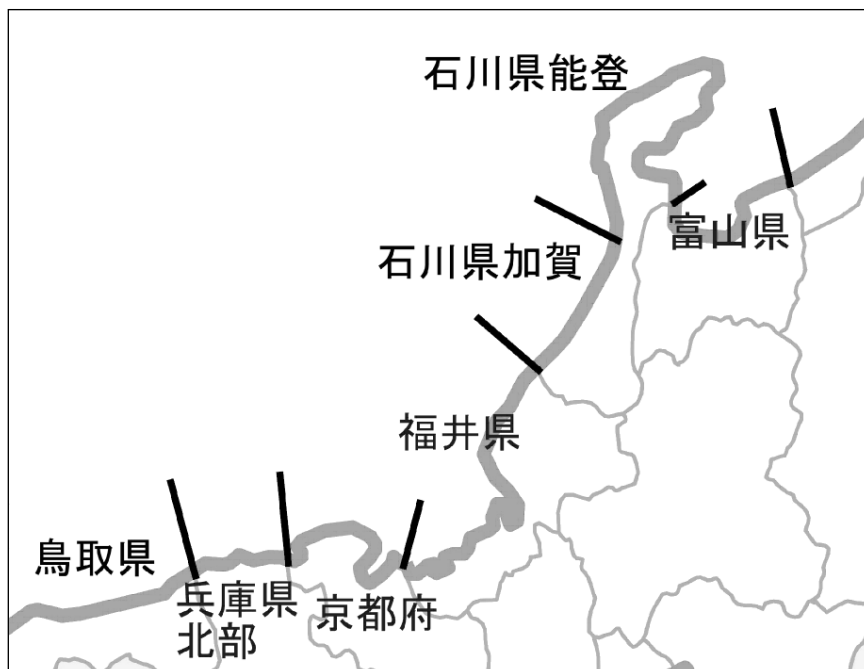 石川県能登
富山県
石川県加賀
福井県
鳥取県
兵庫県
北部
京都府